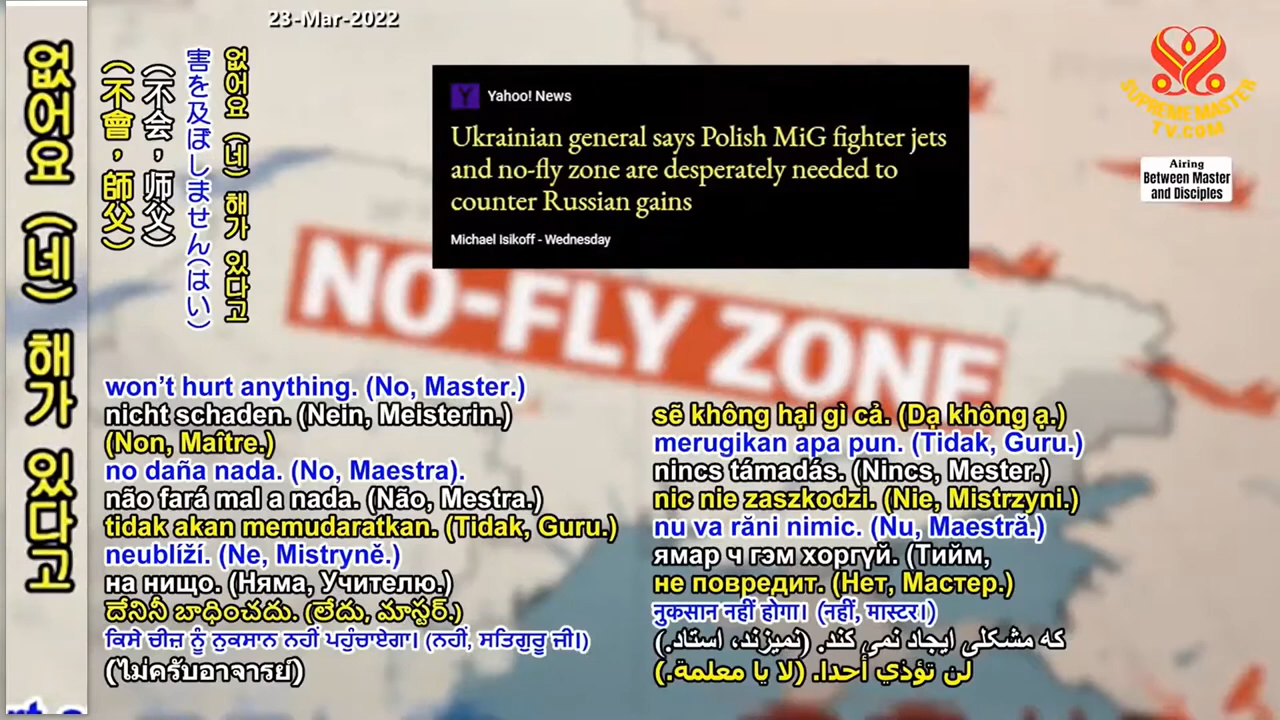 23-Mar-2022
없어요 (네) 해가 있다고
(不會，師父)
(不会，师父)
害を及ぼしません(はい)
없어요 (네) 해가 있다고
Yahoo! News
Ukrainian general says Polish MiG fighter jets
and no-fly zone are desperately needed to
counter Russian gains
Michael Isikoff - Wednesday
SUPREME MASTER
TV.COM
Airing
Between Master
and Disciples
NO-FLY ZONE
won't hurt anything. (No, Master.)
nicht schaden. (Nein, Meisterin.)
(Non, Maître.)
no daña nada. (No, Maestra).
não fará mal a nada. (Não, Mestra.)
tidak akan memudaratkan. (Tidak, Guru.)
neublíží. (Ne, Mistryně.)
на нищо. (Няма, Учителю.)
దేనినీ బాధించదు. (లేదు, మాస్టర్.)
ਕਿਸੇ ਚੀਜ਼ ਨੂੰ ਨੁਕਸਾਨ ਨਹੀਂ ਪਹੁੰਚਾਏਗਾ। (ਨਹੀਂ, ਸਤਿਗੁਰੂ ਜੀ।)
(ไม่ครับอาจารย์)
sẽ không hại gì cả. (Dạ không ạ.)
merugikan apa pun. (Tidak, Guru.)
nincs támadás. (Nincs, Mester.)
nic nie zaszkodzi. (Nie, Mistrzyni.)
nu va răni nimic. (Nu, Maestră.)
ямар ч гэм хоргүй. (Тийм,
не повредит. (Нет, Мастер.)
नुकसान नहीं होगा। (नहीं, मास्टर।)
که مشکلی ایجاد نمی کند. (نمیزند، استاد.)
لن تؤذي أحدا. (لا يا معلمة.)